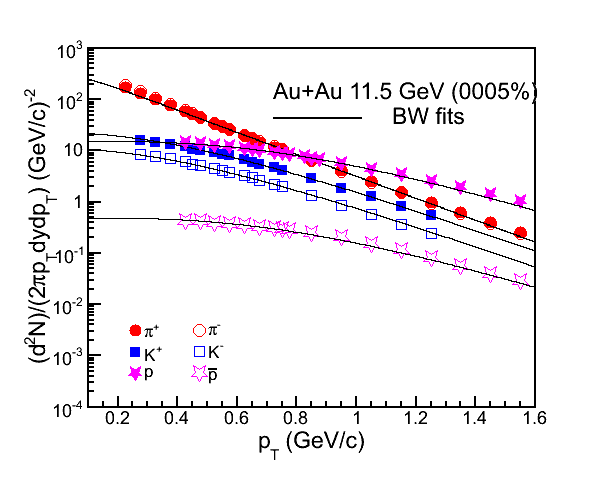 (d²N)/(2πp_T dydp_T) (GeV/c)⁻²
10³
10²
10
1
10⁻¹
10⁻²
10⁻³
10⁻⁴
Au+Au 11.5 GeV (0005%)
BW fits
π⁺ π⁻
K⁺ K⁻
p p̅
0.2 0.4 0.6 0.8 1 1.2 1.4 1.6
p_T (GeV/c)